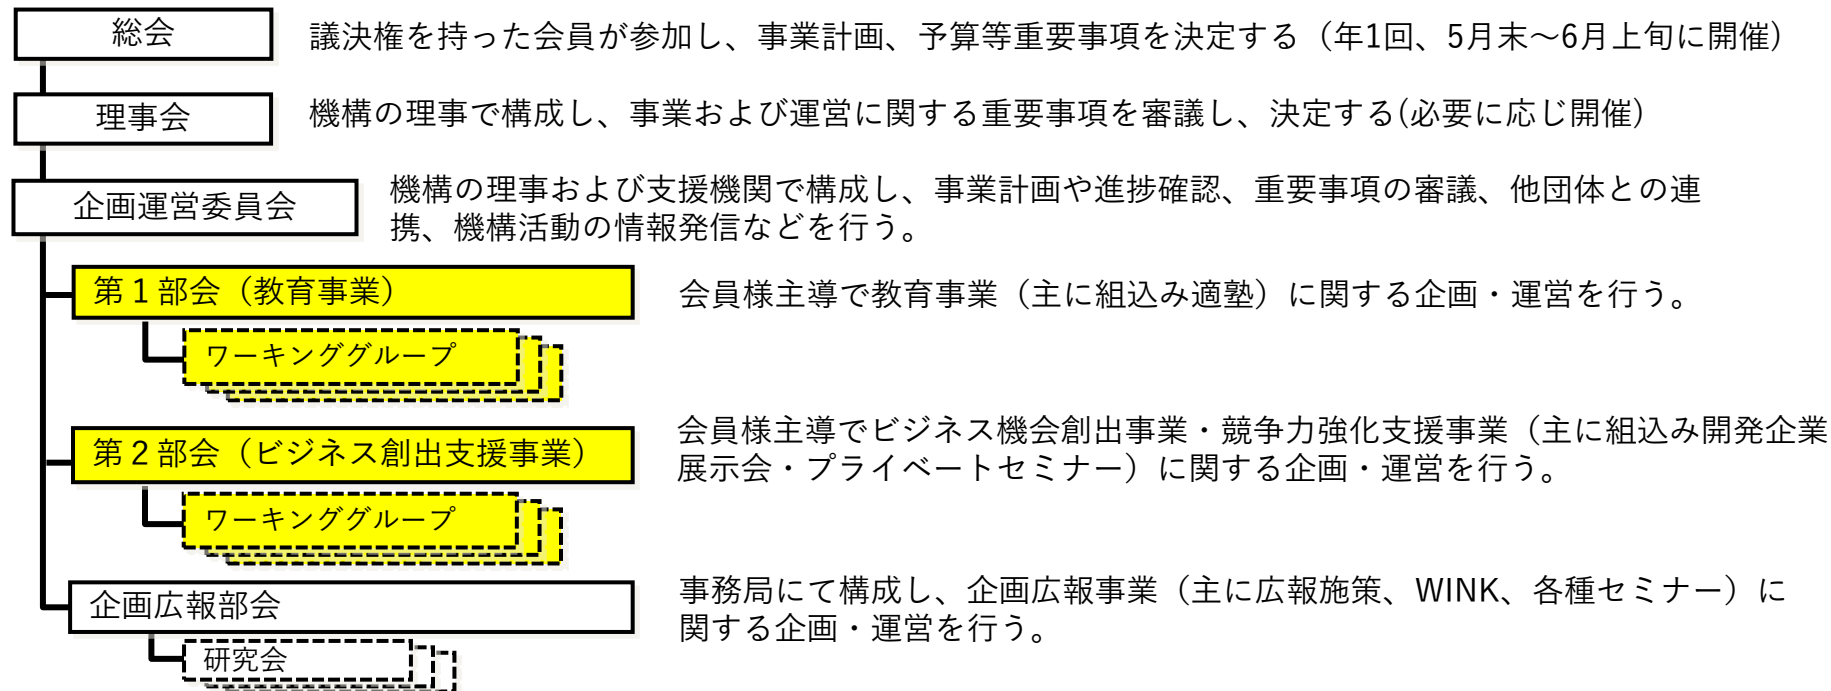 総会
議決権を持った会員が参加し、事業計画、予算等重要事項を決定する（年1回、5月末～6月上旬に開催）
理事会
機構の理事で構成し、事業および運営に関する重要事項を審議し、決定する(必要に応じ開催)
企画運営委員会
機構の理事および支援機関で構成し、事業計画や進捗確認、重要事項の審議、他団体との連
携、機構活動の情報発信などを行う。
第１部会（教育事業）
会員様主導で教育事業（主に組込み適塾）に関する企画・運営を行う。
ワーキンググループ
第２部会（ビジネス創出支援事業）
会員様主導でビジネス機会創出事業・競争力強化支援事業（主に組込み開発企業
展示会・プライベートセミナー）に関する企画・運営を行う。
ワーキンググループ
企画広報部会
事務局にて構成し、企画広報事業（主に広報施策、WINK、各種セミナー）に
関する企画・運営を行う。
研究会